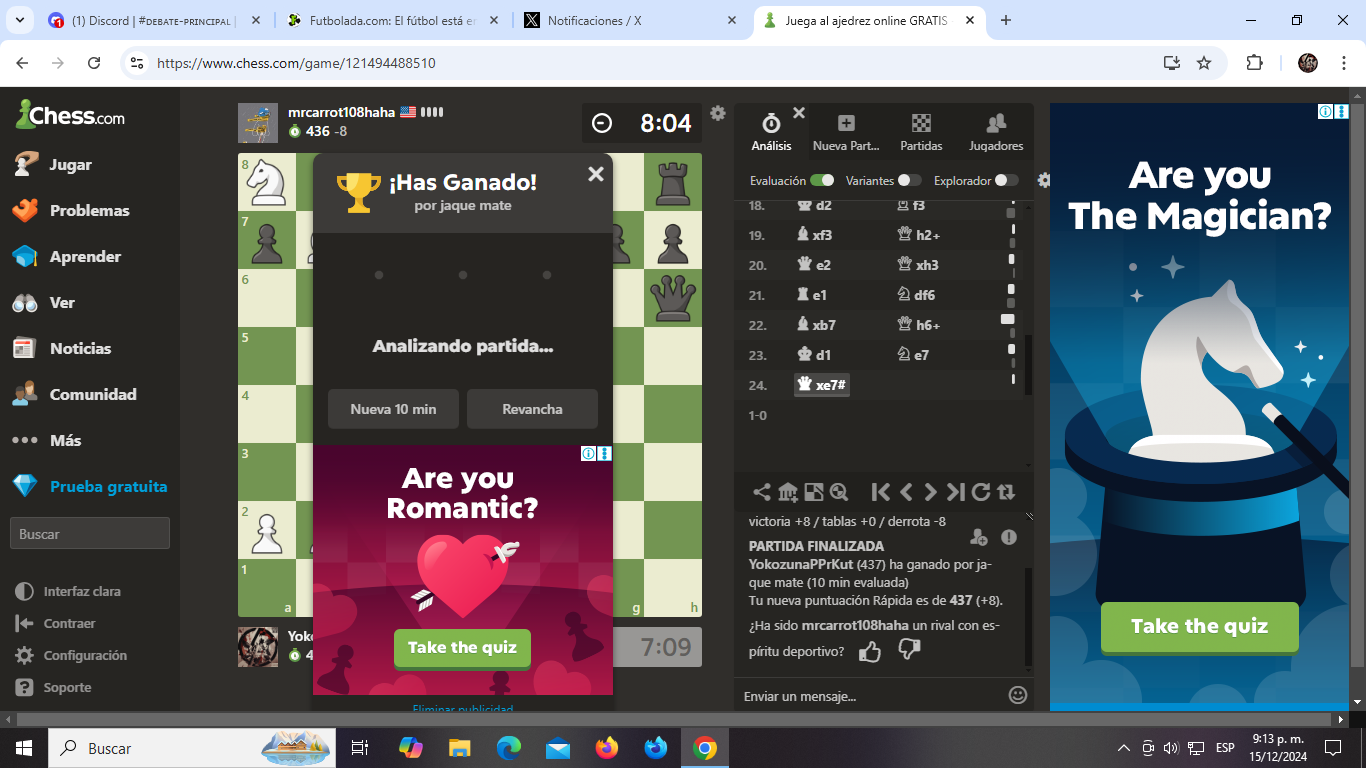 (1) Discord | #DEBATE-PRINCIPAL |
Futbolada.com: El fútbol está en
Notificaciones / X
Juega al ajedrez online GRATIS
https://www.chess.com/game/121494488510
Chess.com
Jugar
Problemas
Aprender
Ver
Noticias
Comunidad
Más
Prueba gratuita
Buscar
Interfaz clara
Contraer
Configuración
Soporte
mrcarrot108haha
436 -8
8:04
8
7
6
5
4
3
2
1
a
g
h
¡Has Ganado!
por jaque mate
Analizando partida...
Nueva 10 min
Revancha
Are you
Romantic?
Take the quiz
Eliminar publicidad
7:09
Análisis
Nueva Part...
Partidas
Jugadores
Evaluación
Variantes
Explorador
18. d2 f3
19. xf3 h2+
20. e2 xh3
21. e1 df6
22. xb7 h6+
23. d1 e7
24. xe7#
1-0
victoria +8 / tablas +0 / derrota -8
PARTIDA FINALIZADA
YokozunaPPrKut (437) ha ganado por ja-
que mate (10 min evaluada)
Tu nueva puntuación Rápida es de 437 (+8).
¿Ha sido mrcarrot108haha un rival con es-
píritu deportivo?
Enviar un mensaje...
Are you
The Magician?
Take the quiz
Buscar
ESP
9:13 p. m.
15/12/2024